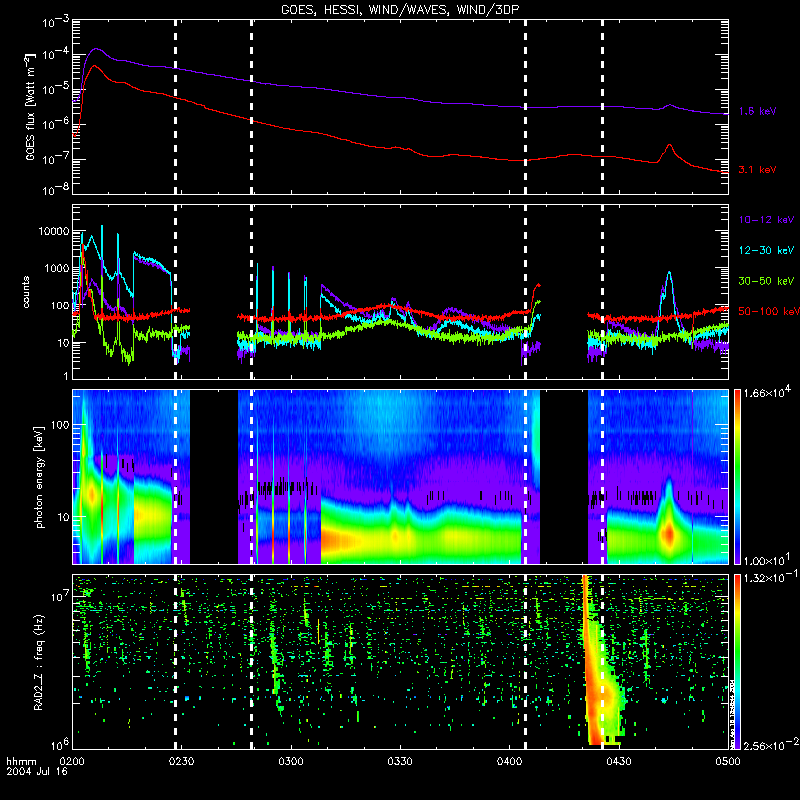 GOES, HESSI, WIND/WAVES, WIND/3DP
GOES flux [Watt m⁻²]
10⁻³
10⁻⁴
10⁻⁵
10⁻⁶
10⁻⁷
10⁻⁸
1.8 keV
3.1 keV
counts
10000
1000
100
10
1
10-12 keV
12-30 keV
30-60 keV
60-100 keV
photon energy [keV]
100
10
1.66×10⁴
1.00×10¹
RAD2_Z : freq (Hz)
10⁷
10⁶
1.32×10⁻¹
2.56×10⁻²
0200
0230
0300
0330
0400
0430
0500
hhmm
2004 Jul 16